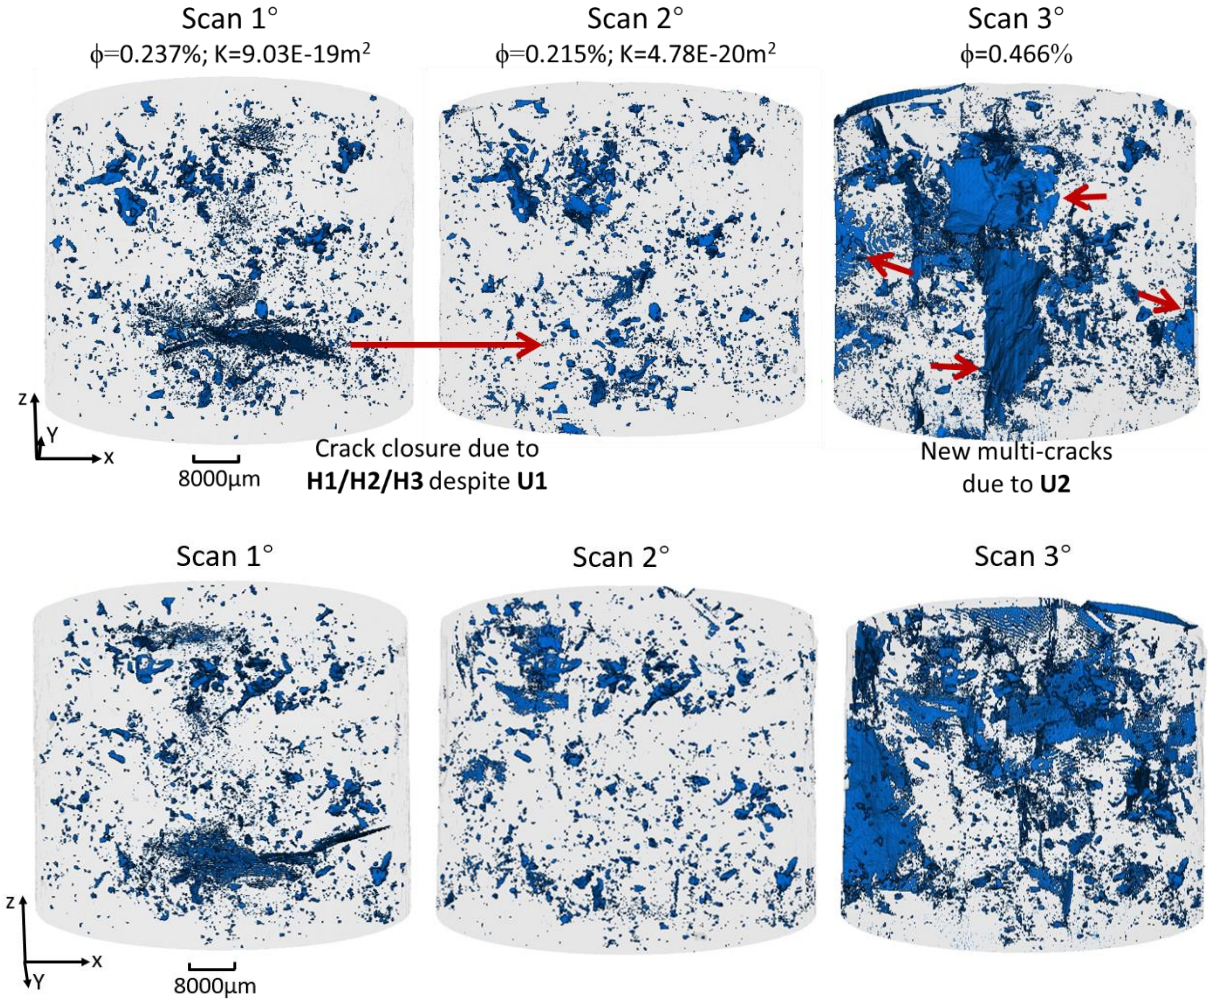 Scan 1° Scan 2° Scan 3°
ϕ=0.237%; K=9.03E-19m² ϕ=0.215%; K=4.78E-20m² ϕ=0.466%
z
Y
x
8000µm
Crack closure due to
H1/H2/H3 despite U1
New multi-cracks
due to U2
Scan 1° Scan 2° Scan 3°
z
x
Y
8000µm